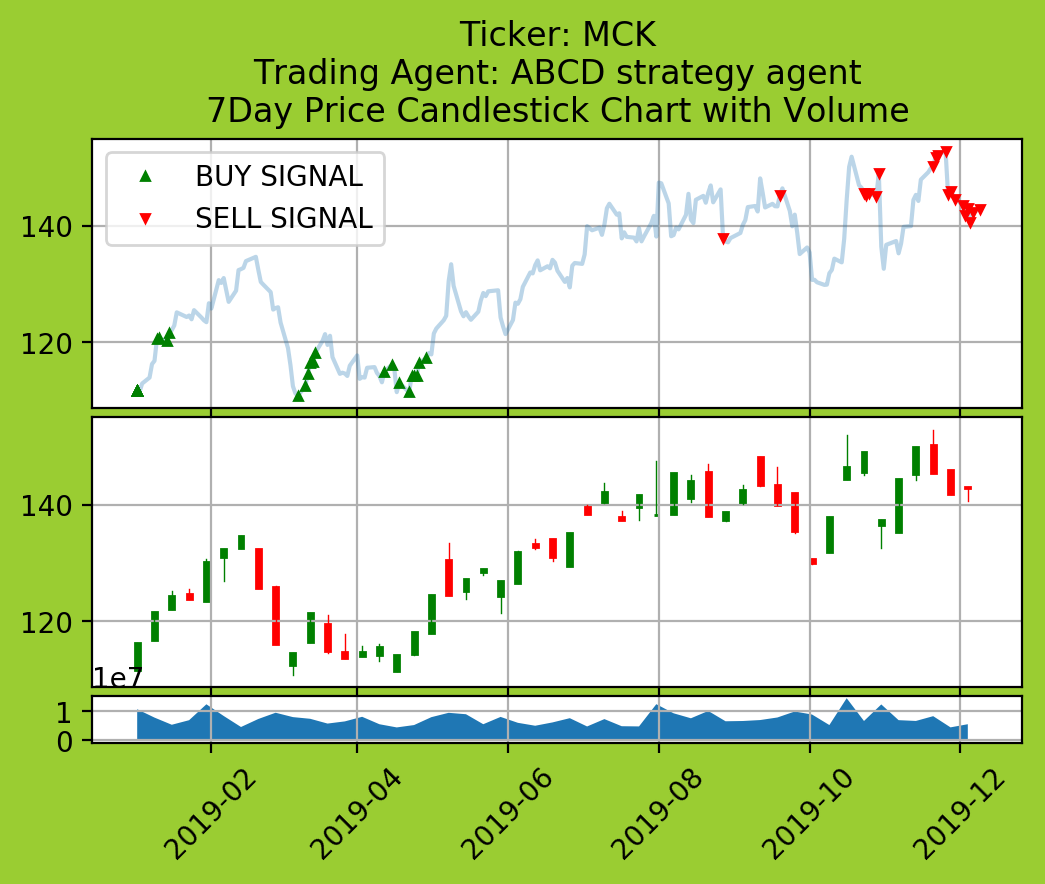 Ticker: MCK
Trading Agent: ABCD strategy agent
7Day Price Candlestick Chart with Volume
BUY SIGNAL
SELL SIGNAL
140
120
140
120
1e7
1
0
2019-02
2019-04
2019-06
2019-08
2019-10
2019-12